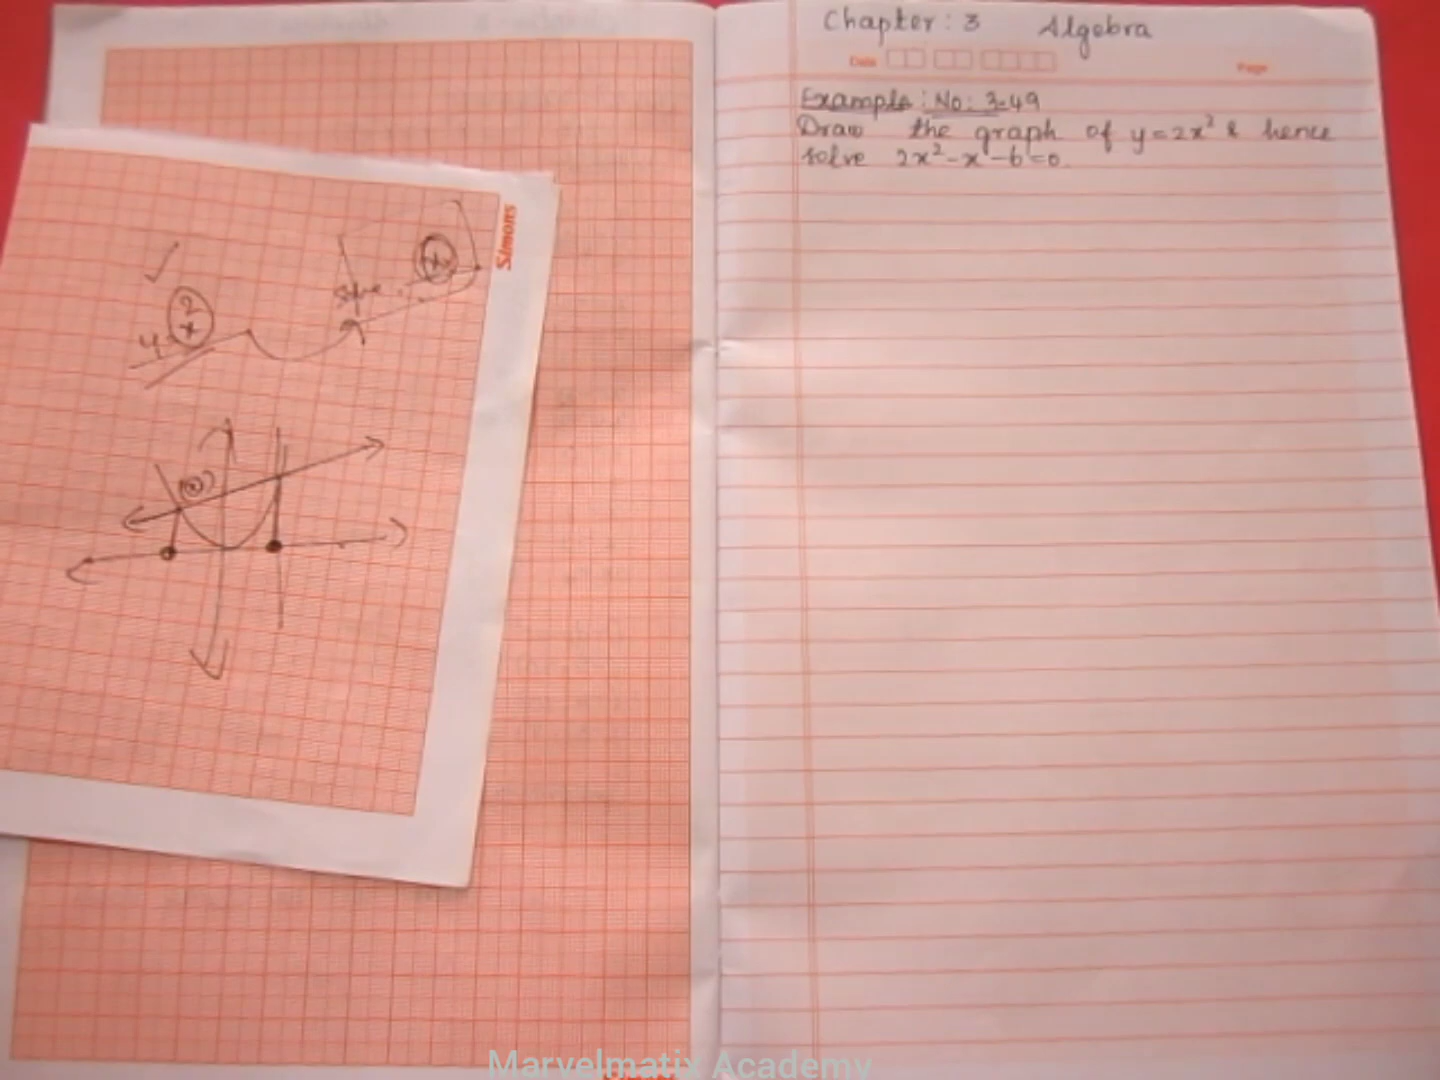 Chapter : 3 Algebra
Date
Page
Example : No : 3.49
Draw the graph of y = 2x² & hence
solve 2x² - x - 6 = 0.
Simons
solve
Marvelmatix Academy